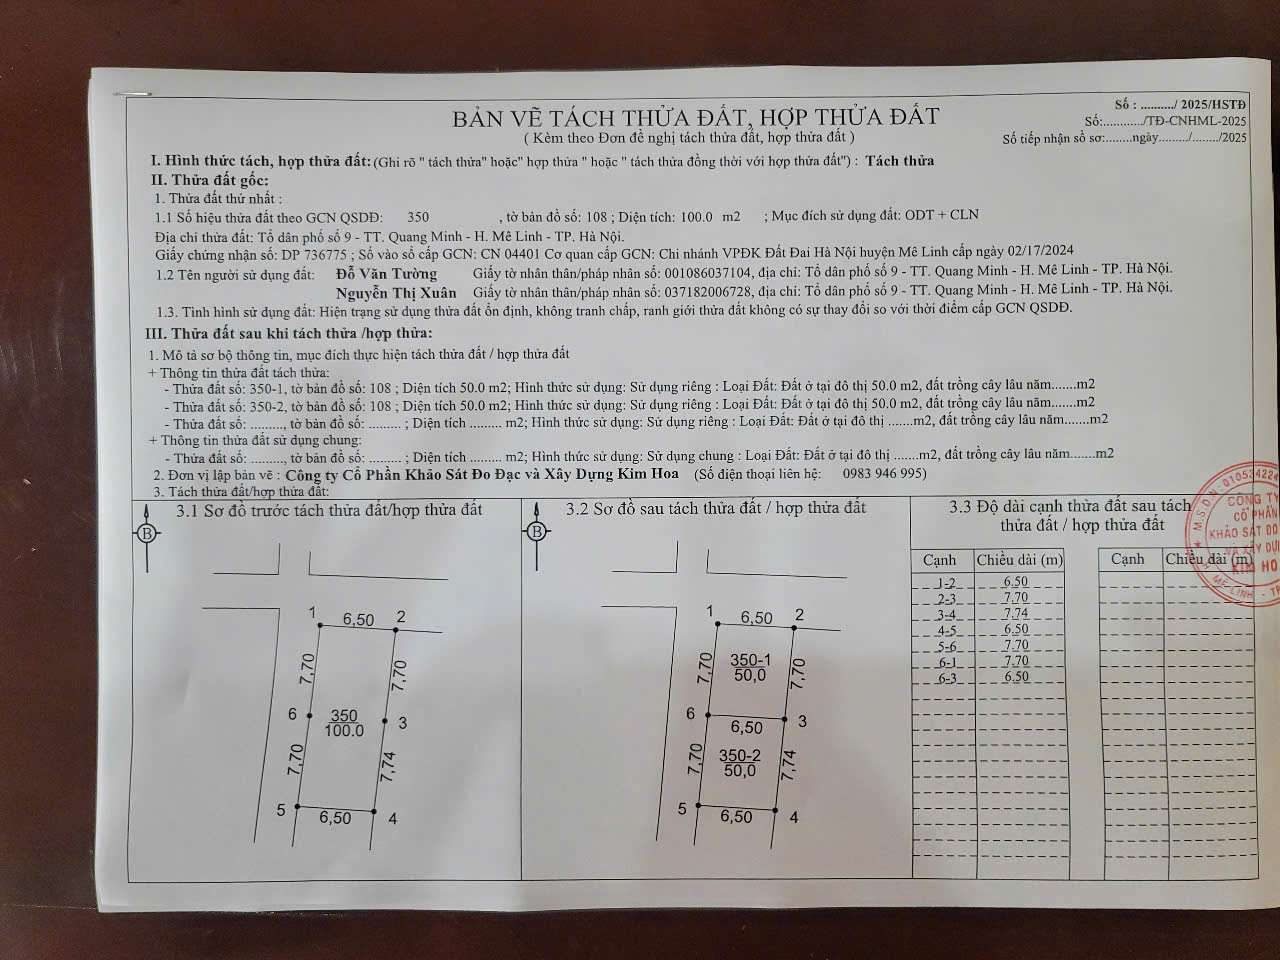 BẢN VẼ TÁCH THỬA ĐẤT, HỢP THỬA ĐẤT
( Kèm theo Đơn đề nghị tách thửa đất, hợp thửa đất )
Số : ........../ 2025/HSTĐ
Số:............/TĐ-CNHML-2025
Số tiếp nhận sồ sơ:.........ngày........./......../2025
I. Hình thức tách, hợp thửa đất: (Ghi rõ " tách thửa" hoặc" hợp thửa " hoặc " tách thửa đồng thời với hợp thửa đất") : Tách thửa
II. Thửa đất gốc:
1. Thửa đất thứ nhất :
1.1 Số hiệu thửa đất theo GCN QSDĐ: 350 , tờ bản đồ số: 108 ; Diện tích: 100.0 m2 ; Mục đích sử dụng đất: ODT + CLN
Địa chỉ thửa đất: Tổ dân phố số 9 - TT. Quang Minh - H. Mê Linh - TP. Hà Nội.
Giấy chứng nhận số: DP 736775 ; Số vào sổ cấp GCN: CN 04401 Cơ quan cấp GCN: Chi nhánh VPĐK Đất Đai Hà Nội huyện Mê Linh cấp ngày 02/17/2024
1.2 Tên người sử dụng đất: Đỗ Văn Tường Giấy tờ nhân thân/pháp nhân số: 001086037104, địa chỉ: Tổ dân phố số 9 - TT. Quang Minh - H. Mê Linh - TP. Hà Nội.
Nguyễn Thị Xuân Giấy tờ nhân thân/pháp nhân số: 037182006728, địa chỉ: Tổ dân phố số 9 - TT. Quang Minh - H. Mê Linh - TP. Hà Nội.
1.3. Tình hình sử dụng đất: Hiện trạng sử dụng thửa đất ổn định, không tranh chấp, ranh giới thửa đất không có sự thay đổi so với thời điểm cấp GCN QSDĐ.
III. Thửa đất sau khi tách thửa /hợp thửa:
1. Mô tả sơ bộ thông tin, mục đích thực hiện tách thửa đất / hợp thửa đất
+ Thông tin thửa đất tách thửa:
- Thửa đất số: 350-1, tờ bản đồ số: 108 ; Diện tích 50.0 m2; Hình thức sử dụng: Sử dụng riêng : Loại Đất: Đất ở tại đô thị 50.0 m2, đất trồng cây lâu năm.......m2
- Thửa đất số: 350-2, tờ bản đồ số: 108 ; Diện tích 50.0 m2; Hình thức sử dụng: Sử dụng riêng : Loại Đất: Đất ở tại đô thị 50.0 m2, đất trồng cây lâu năm.......m2
- Thửa đất số: ........., tờ bản đồ số: ......... ; Diện tích ......... m2; Hình thức sử dụng: Sử dụng riêng : Loại Đất: Đất ở tại đô thị .......m2, đất trồng cây lâu năm.......m2
+ Thông tin thửa đất sử dụng chung:
- Thửa đất số: ........., tờ bản đồ số: ......... ; Diện tích ......... m2; Hình thức sử dụng: Sử dụng chung : Loại Đất: Đất ở tại đô thị .......m2, đất trồng cây lâu năm.......m2
2. Đơn vị lập bản vẽ : Công ty Cổ Phần Khảo Sát Đo Đạc và Xây Dựng Kim Hoa (Số điện thoại liên hệ: 0983 946 995)
3. Tách thửa đất/hợp thửa đất:
3.1 Sơ đồ trước tách thửa đất/hợp thửa đất
B
1 6,50 2
7,70 7,70
6 350 3
100.0
7,70 7,74
5 6,50 4
3.2 Sơ đồ sau tách thửa đất / hợp thửa đất
B
1 6,50 2
7,70 350-1 7,70
50,0
6 6,50 3
7,70 350-2 7,74
50,0
5 6,50 4
3.3 Độ dài cạnh thửa đất sau tách
thửa đất / hợp thửa đất
Cạnh Chiều dài (m) Cạnh Chiều dài (m)
1-2 6.50
2-3 7.70
3-4 7.74
4-5 6.50
5-6 7.70
6-1 7.70
6-3 6.50
M.S.D.N: 010534224
CÔNG TY
CỔ PHẦN
KHẢO SÁT ĐO
VÀ XÂY DỰ
KIM HO
MÊ LINH - T